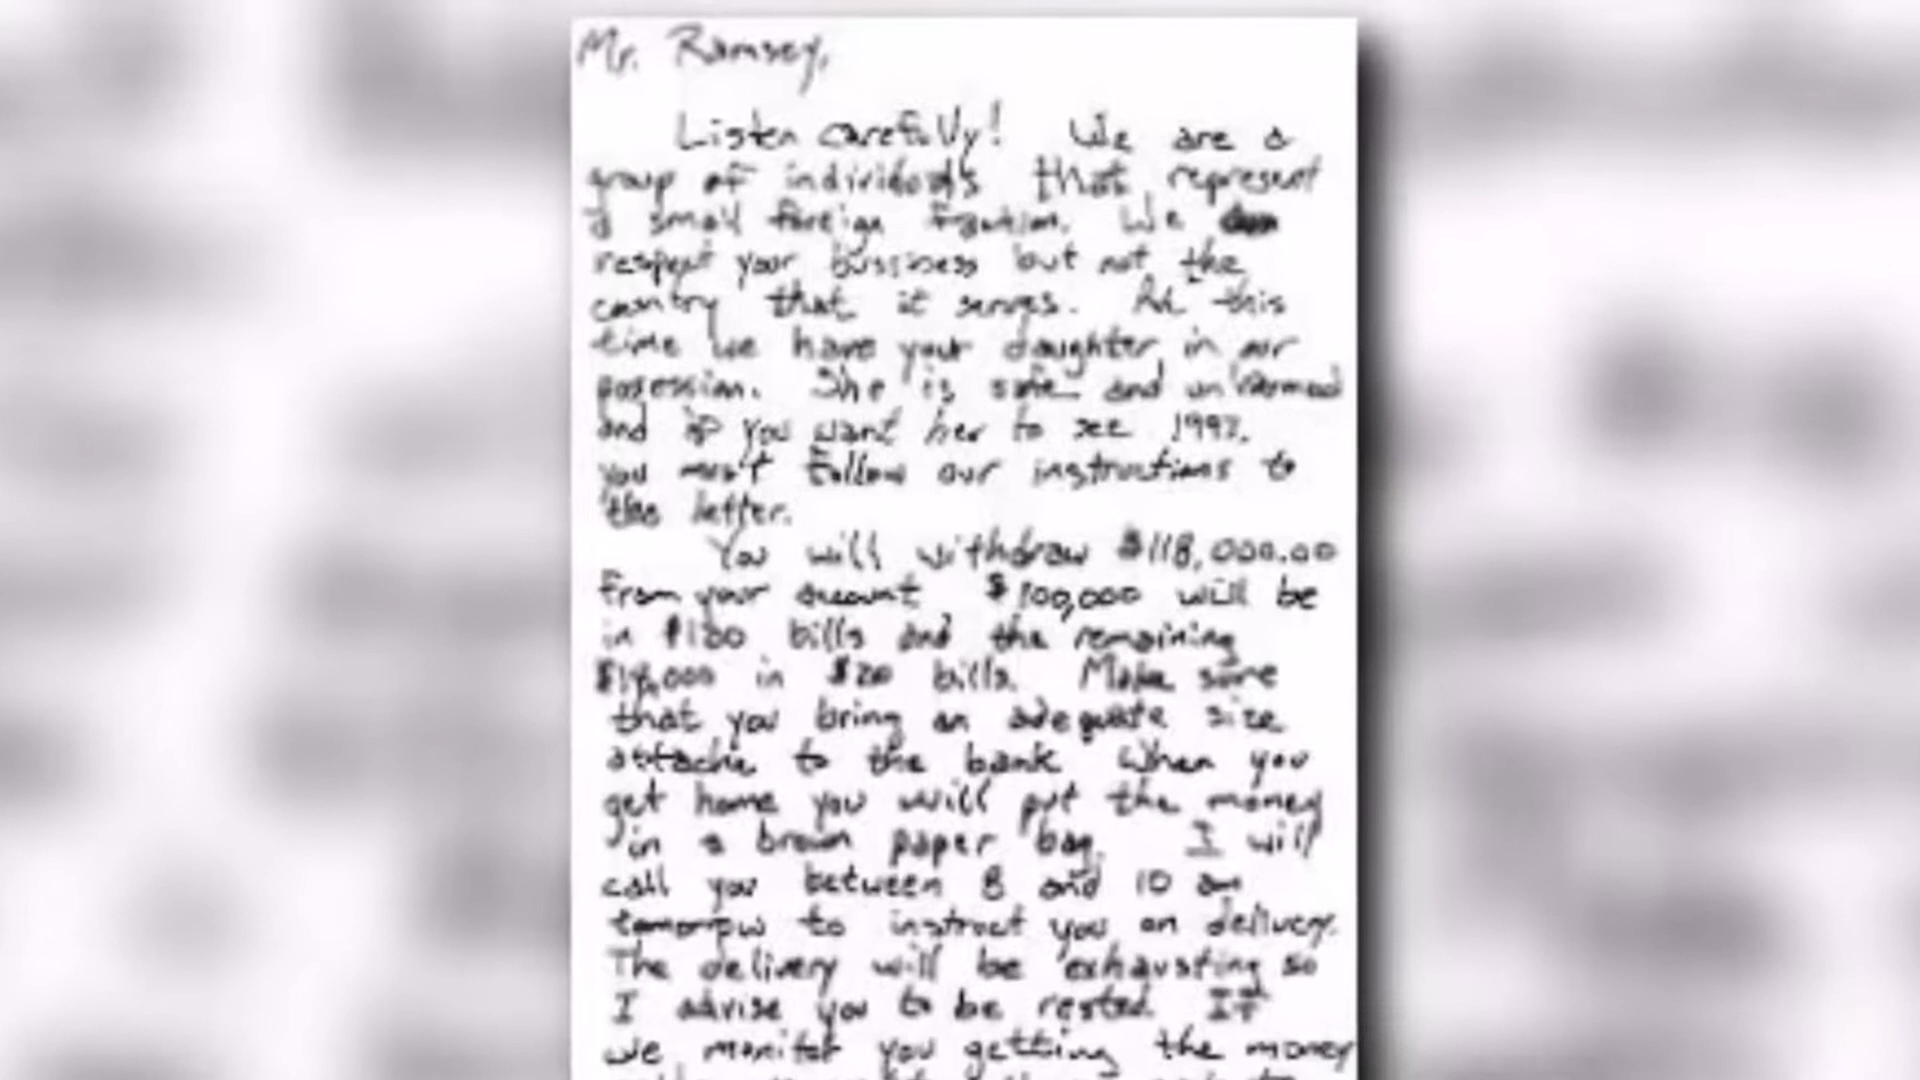 Mr. Ramsey,
Listen carefully! We are a
group of individuals that represent
a small foreign faction. We
respect your bussiness but not the
country that it serves. At this
time we have your daughter in our
posession. She is safe and unharmed
and if you want her to see 1997,
you must follow our instructions to
the letter.
You will withdraw $118,000.00
from your account $100,000 will be
in $100 bills and the remaining
$18,000 in $20 bills. Make sure
that you bring an adequate size
attache to the bank When you
get home you will put the money
in a brown paper bag. I will
call you between 8 and 10 am
tomorrow to instruct you on delivery.
The delivery will be exhausting so
I advise you to be rested. If
we monitor you getting the money